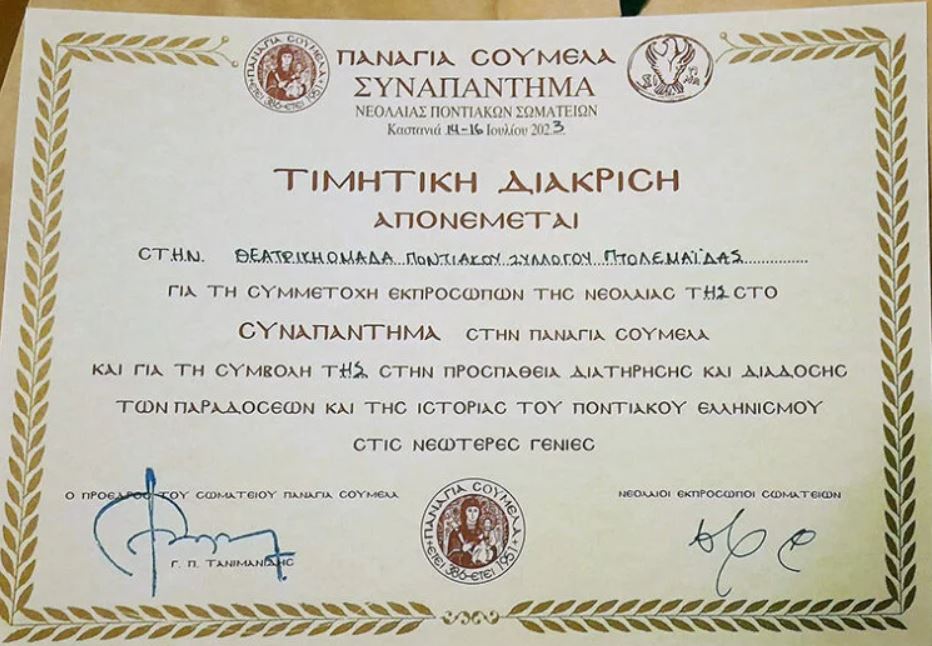 ΠΑΝΑΓΙΑ ϹΟΥΜΕΛΑ
ΣΥΝΑΠΑΝΤΗΜΑ
ΝΕΟΛΑΙΑΣ ΠΟΝΤΙΑΚΩΝ ΣΩΜΑΤΕΙΩΝ
Καστανιά 14-16 Ιουλίου 2023
ΤΙΜΗΤΙΚΗ ΔΙΑΚΡΙϹΗ
ΑΠΟΝΕΜΕΤΑΙ
ϹΤΗΝ. ΘΕΑΤΡΙΚΗ ΟΜΑΔΑ ΠΟΝΤΙΑΚΟΥ ΣΥΛΛΟΓΟΥ ΠΤΟΛΕΜΑΪΔΑΣ
ΓΙΑ ΤΗ ϹΥΜΜΕΤΟΧΗ ΕΚΠΡΟϹΩΠΩΝ ΤΗϹ ΝΕΟΛΑΙΑϹ ΤΗΣ ϹΤΟ
ϹΥΝΑΠΑΝΤΗΜΑ ϹΤΗΝ ΠΑΝΑΓΙΑ ϹΟΥΜΕΛΑ
ΚΑΙ ΓΙΑ ΤΗ ϹΥΜΒΟΛΗ ΤΗΣ ϹΤΗΝ ΠΡΟϹΠΑΘΕΙΑ ΔΙΑΤΗΡΗϹΗϹ ΚΑΙ ΔΙΑΔΟϹΗϹ
ΤΩΝ ΠΑΡΑΔΟϹΕΩΝ ΚΑΙ ΤΗϹ ΙϹΤΟΡΙΑϹ ΤΟΥ ΠΟΝΤΙΑΚΟΥ ΕΛΛΗΝΙϹΜΟΥ
ϹΤΙϹ ΝΕΩΤΕΡΕϹ ΓΕΝΙΕϹ
Ο ΠΡΟΕΔΡΟϹ ΤΟΥ ϹΩΜΑΤΕΙΟΥ ΠΑΝΑΓΙΑ ϹΟΥΜΕΛΑ
ΝΕΟΛΑΙΟΙ ΕΚΠΡΟϹΩΠΟΙ ϹΩΜΑΤΕΙΩΝ
Γ. Π. ΤΑΝΙΜΑΝΙΔΗϹ
ΠΑΝΑΓΙΑ ϹΟΥΜΕΛΑ
ΕΤΕΙ 386-ΕΤΕΙ 1951